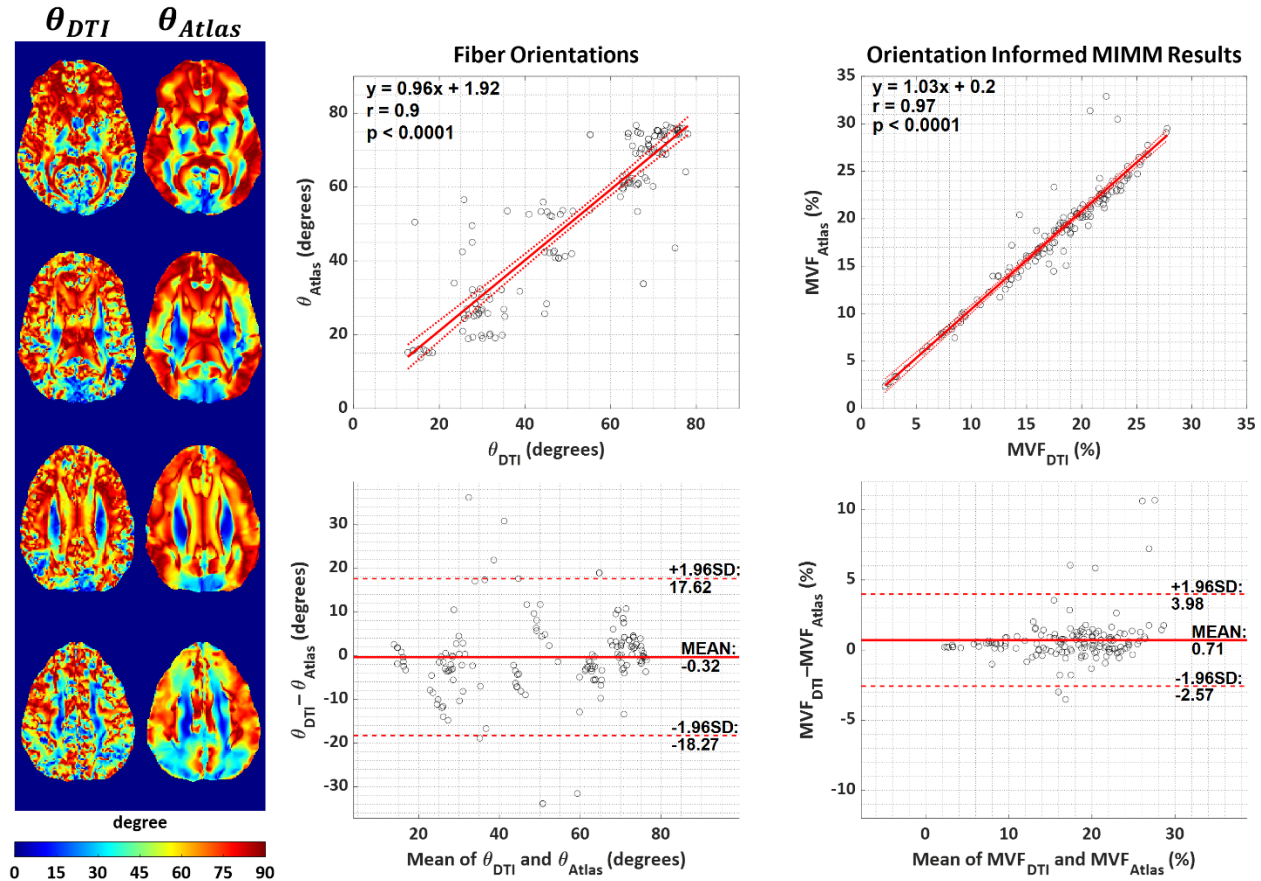 θDTI θAtlas
degree
0 15 30 45 60 75 90
Fiber Orientations
y = 0.96x + 1.92
r = 0.9
p < 0.0001
θAtlas (degrees)
80
60
40
20
0
0 20 40 60 80
θDTI (degrees)
Orientation Informed MIMM Results
y = 1.03x + 0.2
r = 0.97
p < 0.0001
MVFAtlas (%)
35
30
25
20
15
10
5
0
0 5 10 15 20 25 30 35
MVFDTI (%)
θDTI − θAtlas (degrees)
30
20
10
0
-10
-20
-30
+1.96SD:
17.62
MEAN:
-0.32
-1.96SD:
-18.27
20 40 60 80
Mean of θDTI and θAtlas (degrees)
MVFDTI−MVFAtlas (%)
10
5
0
-5
-10
+1.96SD:
3.98
MEAN:
0.71
-1.96SD:
-2.57
0 10 20 30
Mean of MVFDTI and MVFAtlas (%)